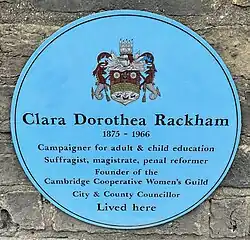 Clara Dorothea Rackham
1875 - 1966
Campaigner for adult & child education
Suffragist, magistrate, penal reformer
Founder of the
Cambridge Cooperative Women's Guild
City & County Councillor
Lived here